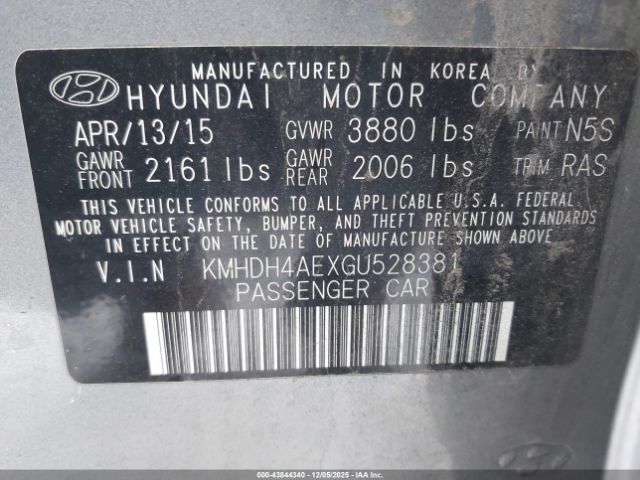 MANUFACTURED IN KOREA BY
HYUNDAI MOTOR COMPANY
APR/13/15 GVWR 3880 lbs PAINT N5S
GAWR FRONT 2161 lbs GAWR REAR 2006 lbs TRIM RAS
THIS VEHICLE CONFORMS TO ALL APPLICABLE U.S.A. FEDERAL
MOTOR VEHICLE SAFETY, BUMPER, AND THEFT PREVENTION STANDARDS
IN EFFECT ON THE DATE OF MANUFACTURE SHOWN ABOVE
V.I.N KMHDH4AEXGU528381
PASSENGER CAR
000-43844340 - 12/05/2025 - IAA, LLC